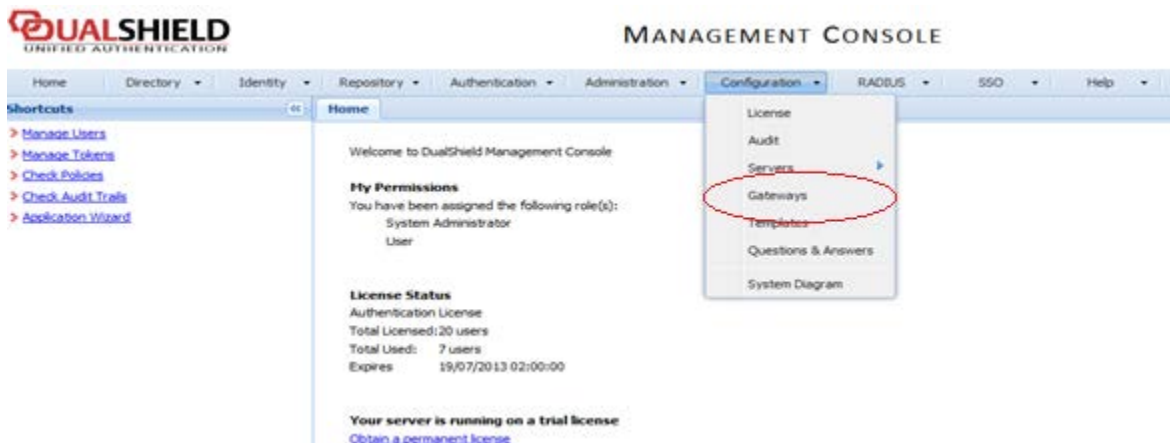 DUALSHIELD
UNIFIED AUTHENTICATION
MANAGEMENT CONSOLE
Home Directory Identity Repository Authentication Administration Configuration RADIUS SSO Help
Shortcuts
Home
Manage Users
Manage Tokens
Check Policies
Check Audit Trails
Application Wizard
Welcome to DualShield Management Console
My Permissions
You have been assigned the following role(s):
System Administrator
User
License Status
Authentication License
Total Licensed: 20 users
Total Used: 7 users
Expires 19/07/2013 02:00:00
Your server is running on a trial license
Obtain a permanent license
License
Audit
Servers
Gateways
Templates
Questions & Answers
System Diagram